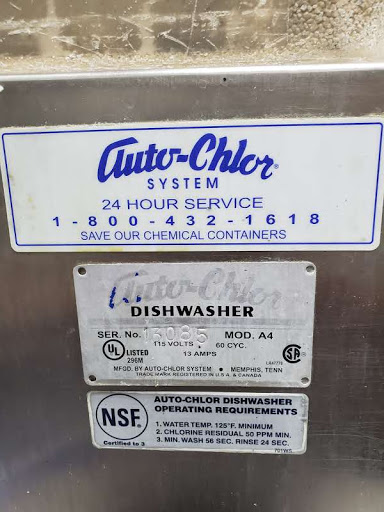 Auto-Chlor®
SYSTEM
24 HOUR SERVICE
1-800-432-1618
SAVE OUR CHEMICAL CONTAINERS
Auto-Chlor
DISHWASHER
SER. No. 13085 MOD. A4
115 VOLTS 60 CYC.
UL LISTED 296M
13 AMPS
MFD. BY AUTO-CHLOR SYSTEM • MEMPHIS, TENN
TRADE MARK REGISTERED IN U.S.A. & CANADA
NSF®
Certified to 3
AUTO-CHLOR DISHWASHER
OPERATING REQUIREMENTS
1. WATER TEMP. 125°F. MINIMUM
2. CHLORINE RESIDUAL 50 PPM MIN.
3. MIN. WASH 56 SEC. RINSE 24 SEC.